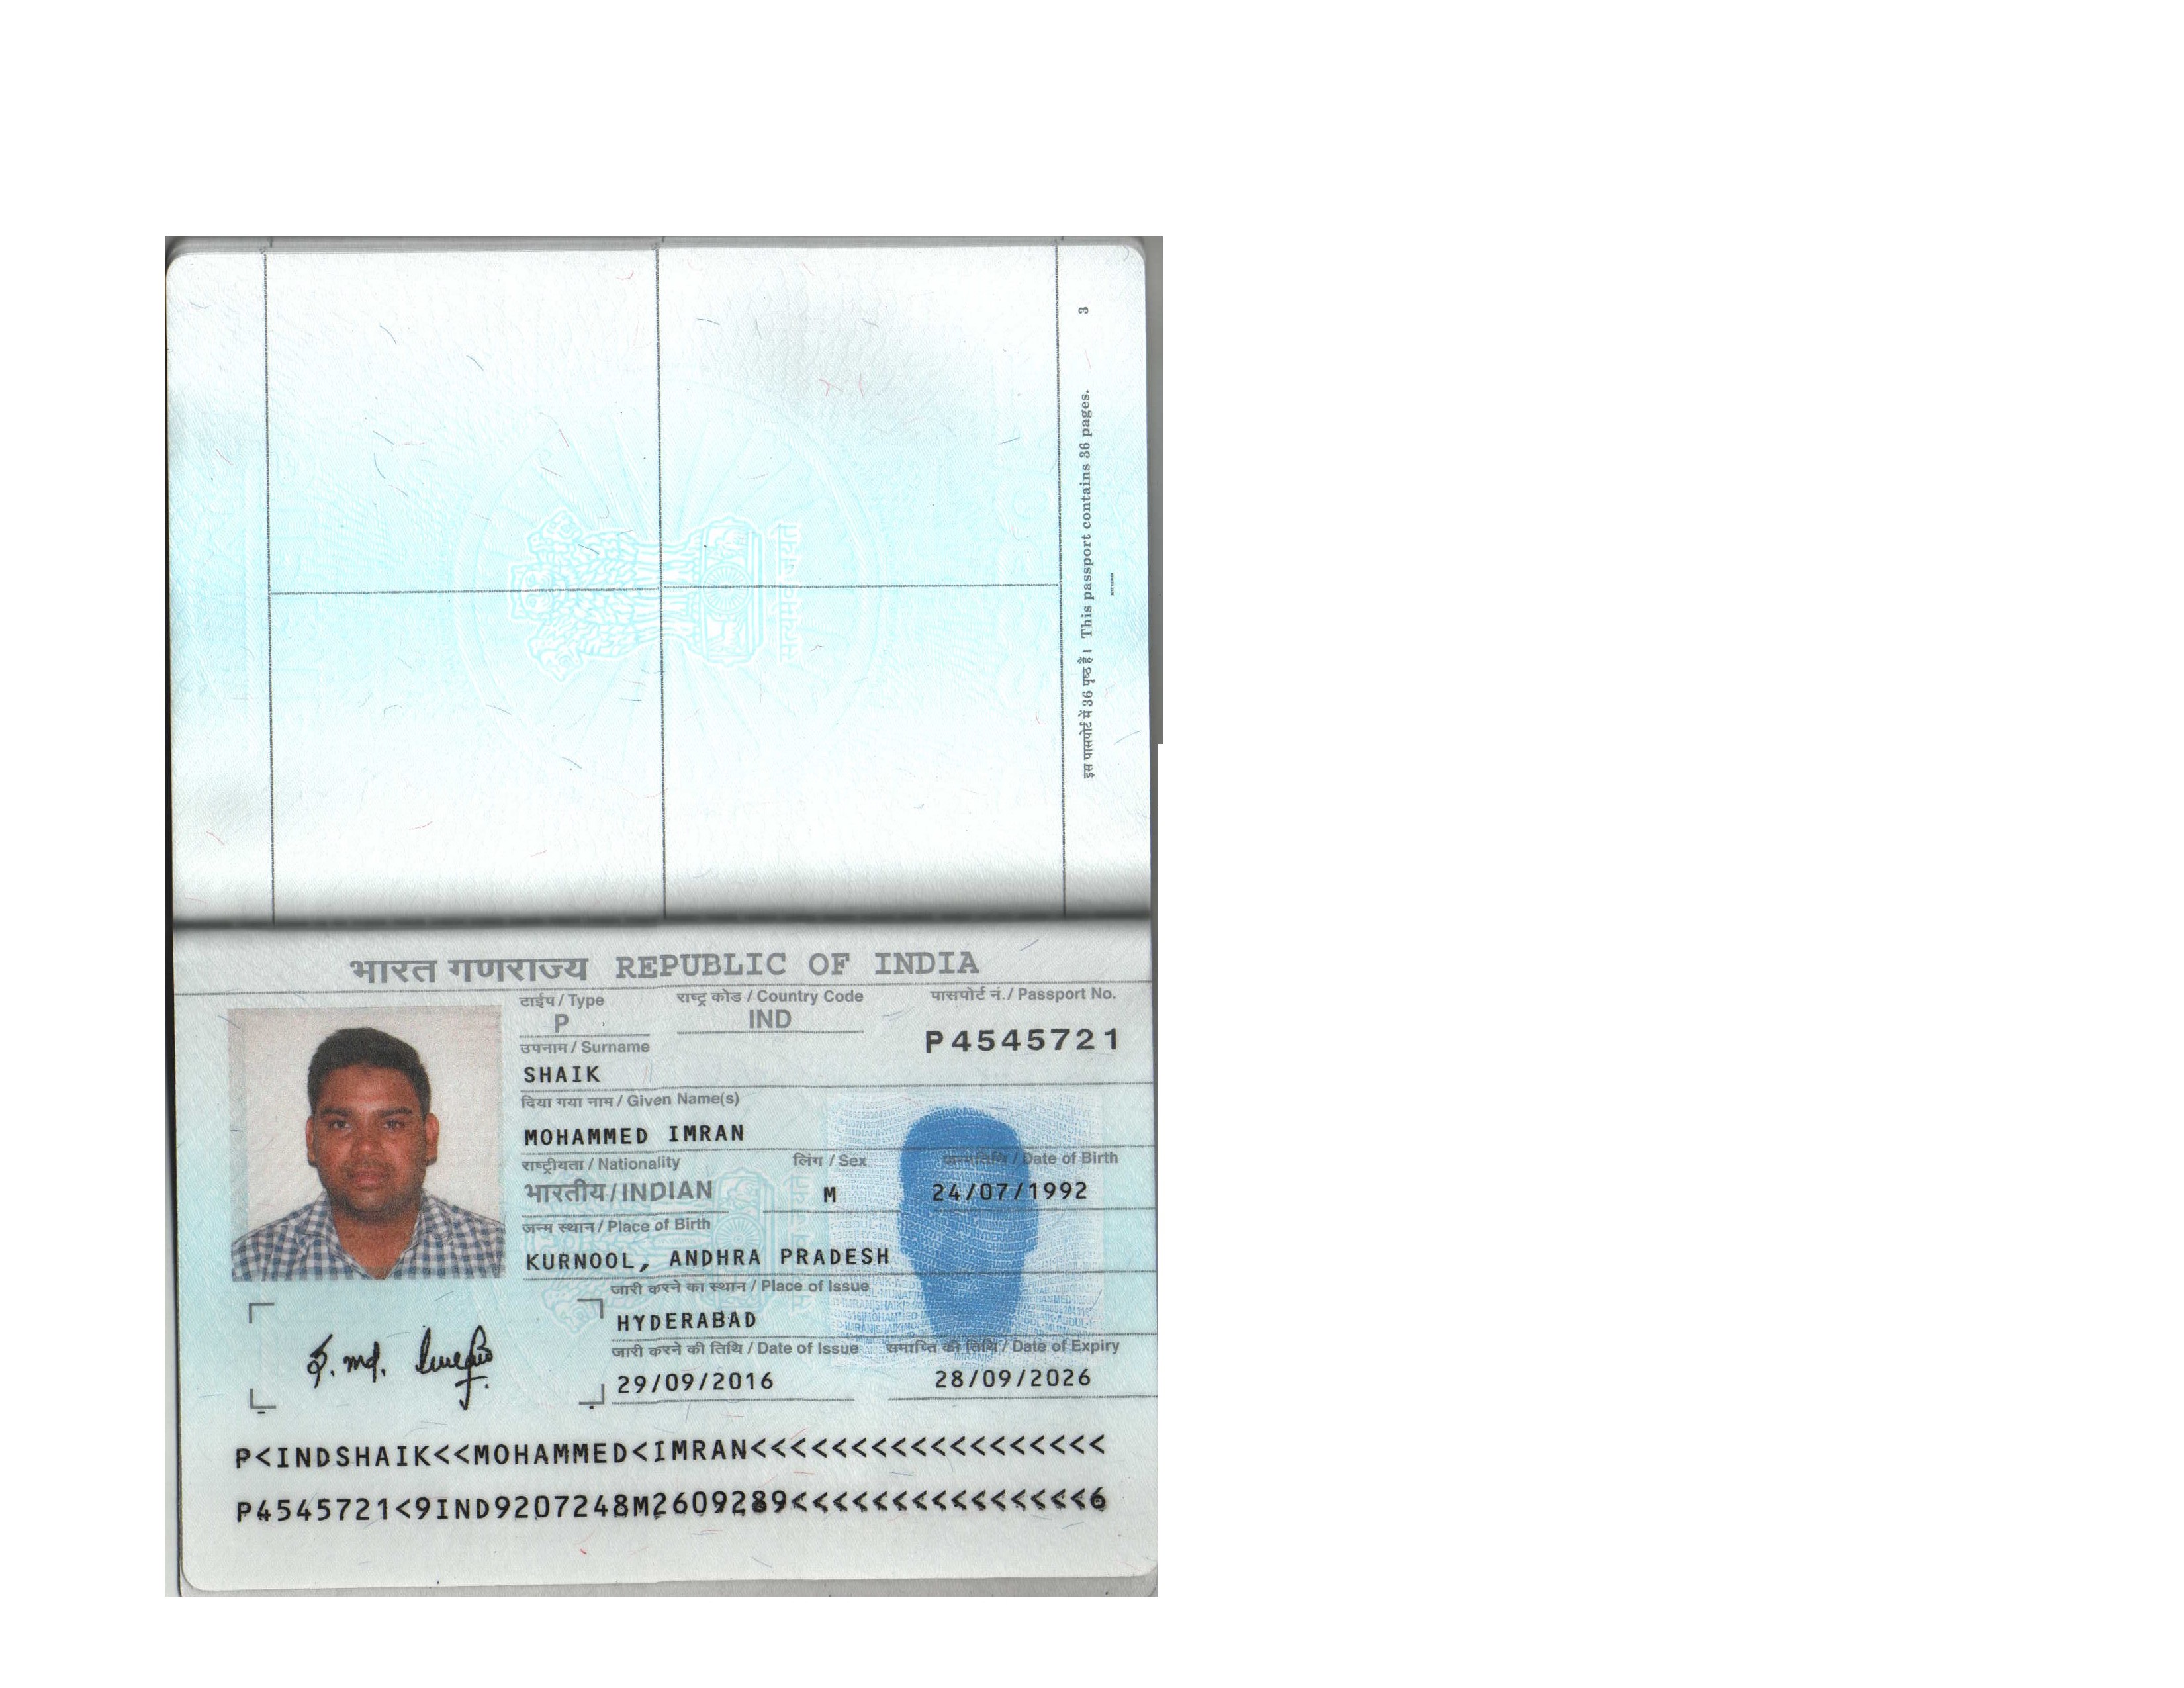 3
इस पासपोर्ट में 36 पृष्ठ हैं। This passport contains 36 pages.
सत्यमेव जयते
भारत गणराज्य REPUBLIC OF INDIA
टाईप / Type राष्ट्र कोड / Country Code पासपोर्ट नं./ Passport No.
P IND P4545721
उपनाम / Surname
SHAIK
दिया गया नाम / Given Name(s)
MOHAMMED IMRAN
राष्ट्रीयता / Nationality लिंग / Sex जन्मतिथि / Date of Birth
भारतीय/INDIAN M 24/07/1992
जन्म स्थान / Place of Birth
KURNOOL, ANDHRA PRADESH
जारी करने का स्थान / Place of Issue
HYDERABAD
जारी करने की तिथि / Date of Issue समाप्ति की तिथि / Date of Expiry
29/09/2016 28/09/2026
P<INDSHAIK<<MOHAMMED<IMRAN<<<<<<<<<<<<<<<<<<
P4545721<9IND9207248M2609289<<<<<<<<<<<<<<<6